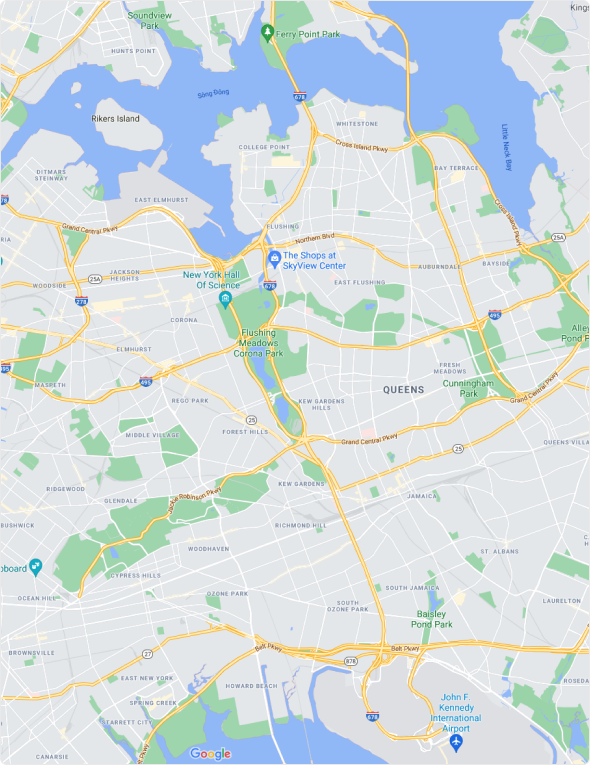 Soundview
Park
Kings
Ferry Point Park
HUNTS POINT
Sông Đông
678
Rikers Island
WHITESTONE
Little Neck Bay
COLLEGE POINT
Cross Island Pkwy
DITMARS
STEINWAY
BAY TERRACE
EAST ELMHURST
278
Cross Island Pkwy
Grand Central Pkwy
FLUSHING
Northern Blvd
25A
RIA
The Shops at
SkyView Center
AUBURNDALE
BAYSIDE
JACKSON
HEIGHTS
25A
New York Hall
Of Science
678
EAST FLUSHING
WOODSIDE
278
495
CORONA
Flushing
Meadows
Corona Park
Alley
Pond P
ELMHURST
495
FRESH
MEADOWS
MASPETH
495
QUEENS
Cunningham
Park
Grand Central Pkwy
REGO PARK
KEW GARDENS
HILLS
25
FOREST HILLS
MIDDLE VILLAGE
Grand Central Pkwy
25
QUEENS VILLA
RIDGEWOOD
KEW GARDENS
Jackie Robinson Pkwy
JAMAICA
GLENDALE
BUSHWICK
RICHMOND HILL
WOODHAVEN
ST. ALBANS
C
H
board
CYPRESS HILLS
OCEAN HILL
OZONE PARK
SOUTH JAMAICA
SOUTH
OZONE PARK
LAURELTON
Baisley
Pond Park
BROWNSVILLE
27
Belt Pkwy
Belt Pkwy
878
EAST NEW YORK
HOWARD BEACH
ROSEDA
SPRING CREEK
John F.
Kennedy
International
Airport
678
STARRETT CITY
Pkwy
CANARSIE
Google